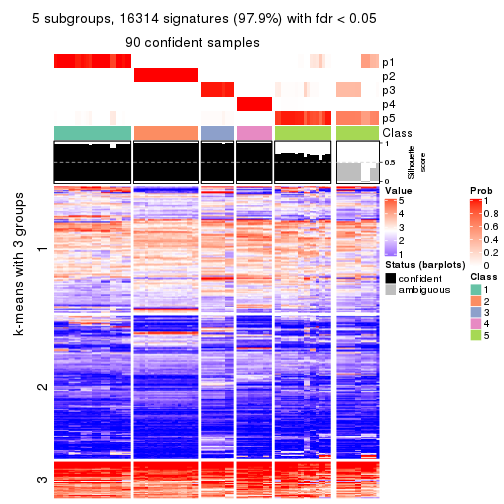 5 subgroups, 16314 signatures (97.9%) with fdr < 0.05
90 confident samples
p1
p2
p3
p4
p5
Class
1
0.5
0
Silhouette
score
k-means with 3 groups
1
2
3
Value
5
4
3
2
1
Status (barplots)
confident
ambiguous
Prob
1
0.8
0.6
0.4
0.2
0
Class
1
2
3
4
5